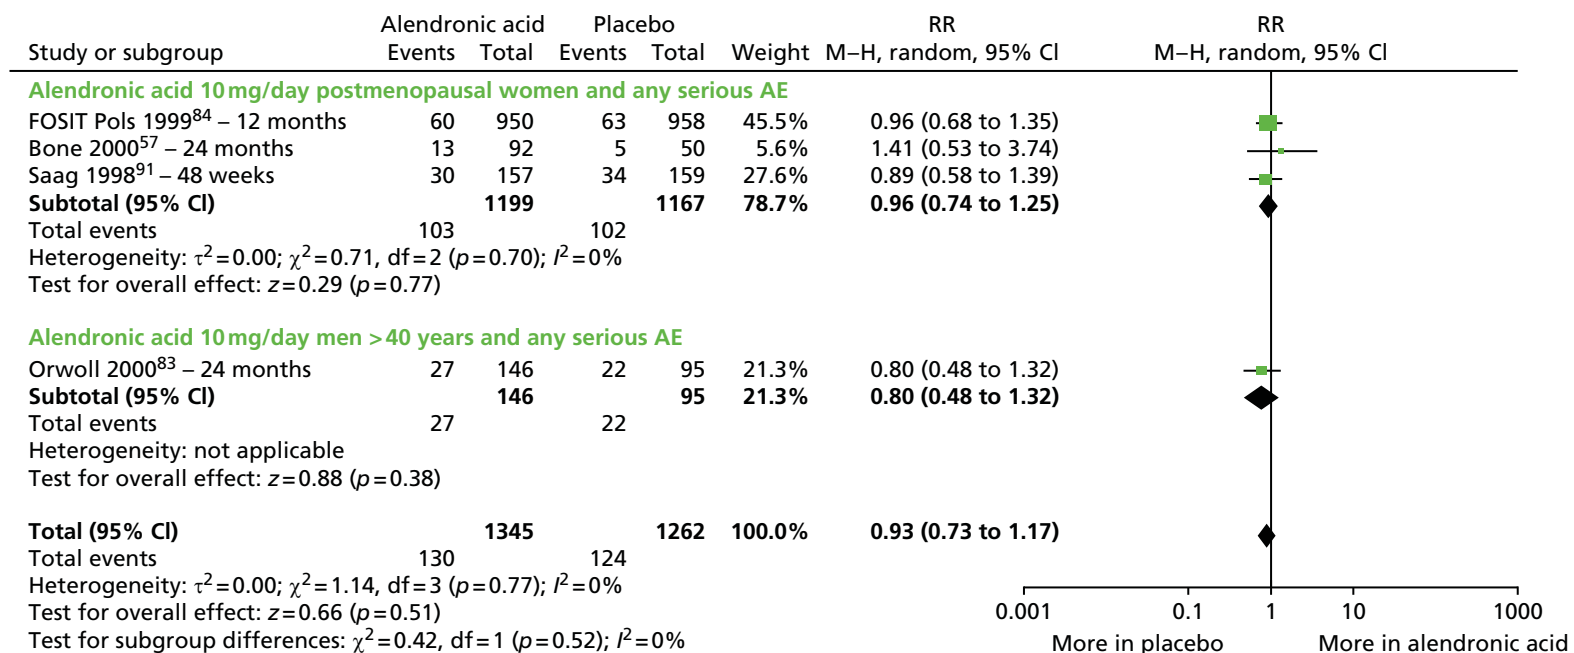 Alendronic acid Placebo RR RR
Study or subgroup Events Total Events Total Weight M–H, random, 95% CI M–H, random, 95% CI
Alendronic acid 10 mg/day postmenopausal women and any serious AE
FOSIT Pols 1999⁸⁴ – 12 months 60 950 63 958 45.5% 0.96 (0.68 to 1.35)
Bone 2000⁵⁷ – 24 months 13 92 5 50 5.6% 1.41 (0.53 to 3.74)
Saag 1998⁹¹ – 48 weeks 30 157 34 159 27.6% 0.89 (0.58 to 1.39)
Subtotal (95% CI) 1199 1167 78.7% 0.96 (0.74 to 1.25)
Total events 103 102
Heterogeneity: τ²=0.00; χ²=0.71, df=2 (p=0.70); I²=0%
Test for overall effect: z=0.29 (p=0.77)
Alendronic acid 10 mg/day men >40 years and any serious AE
Orwoll 2000⁸³ – 24 months 27 146 22 95 21.3% 0.80 (0.48 to 1.32)
Subtotal (95% CI) 146 95 21.3% 0.80 (0.48 to 1.32)
Total events 27 22
Heterogeneity: not applicable
Test for overall effect: z=0.88 (p=0.38)
Total (95% CI) 1345 1262 100.0% 0.93 (0.73 to 1.17)
Total events 130 124
Heterogeneity: τ²=0.00; χ²=1.14, df=3 (p=0.77); I²=0%
Test for overall effect: z=0.66 (p=0.51)
Test for subgroup differences: χ²=0.42, df=1 (p=0.52); I²=0%
0.001 0.1 1 10 1000
More in placebo More in alendronic acid